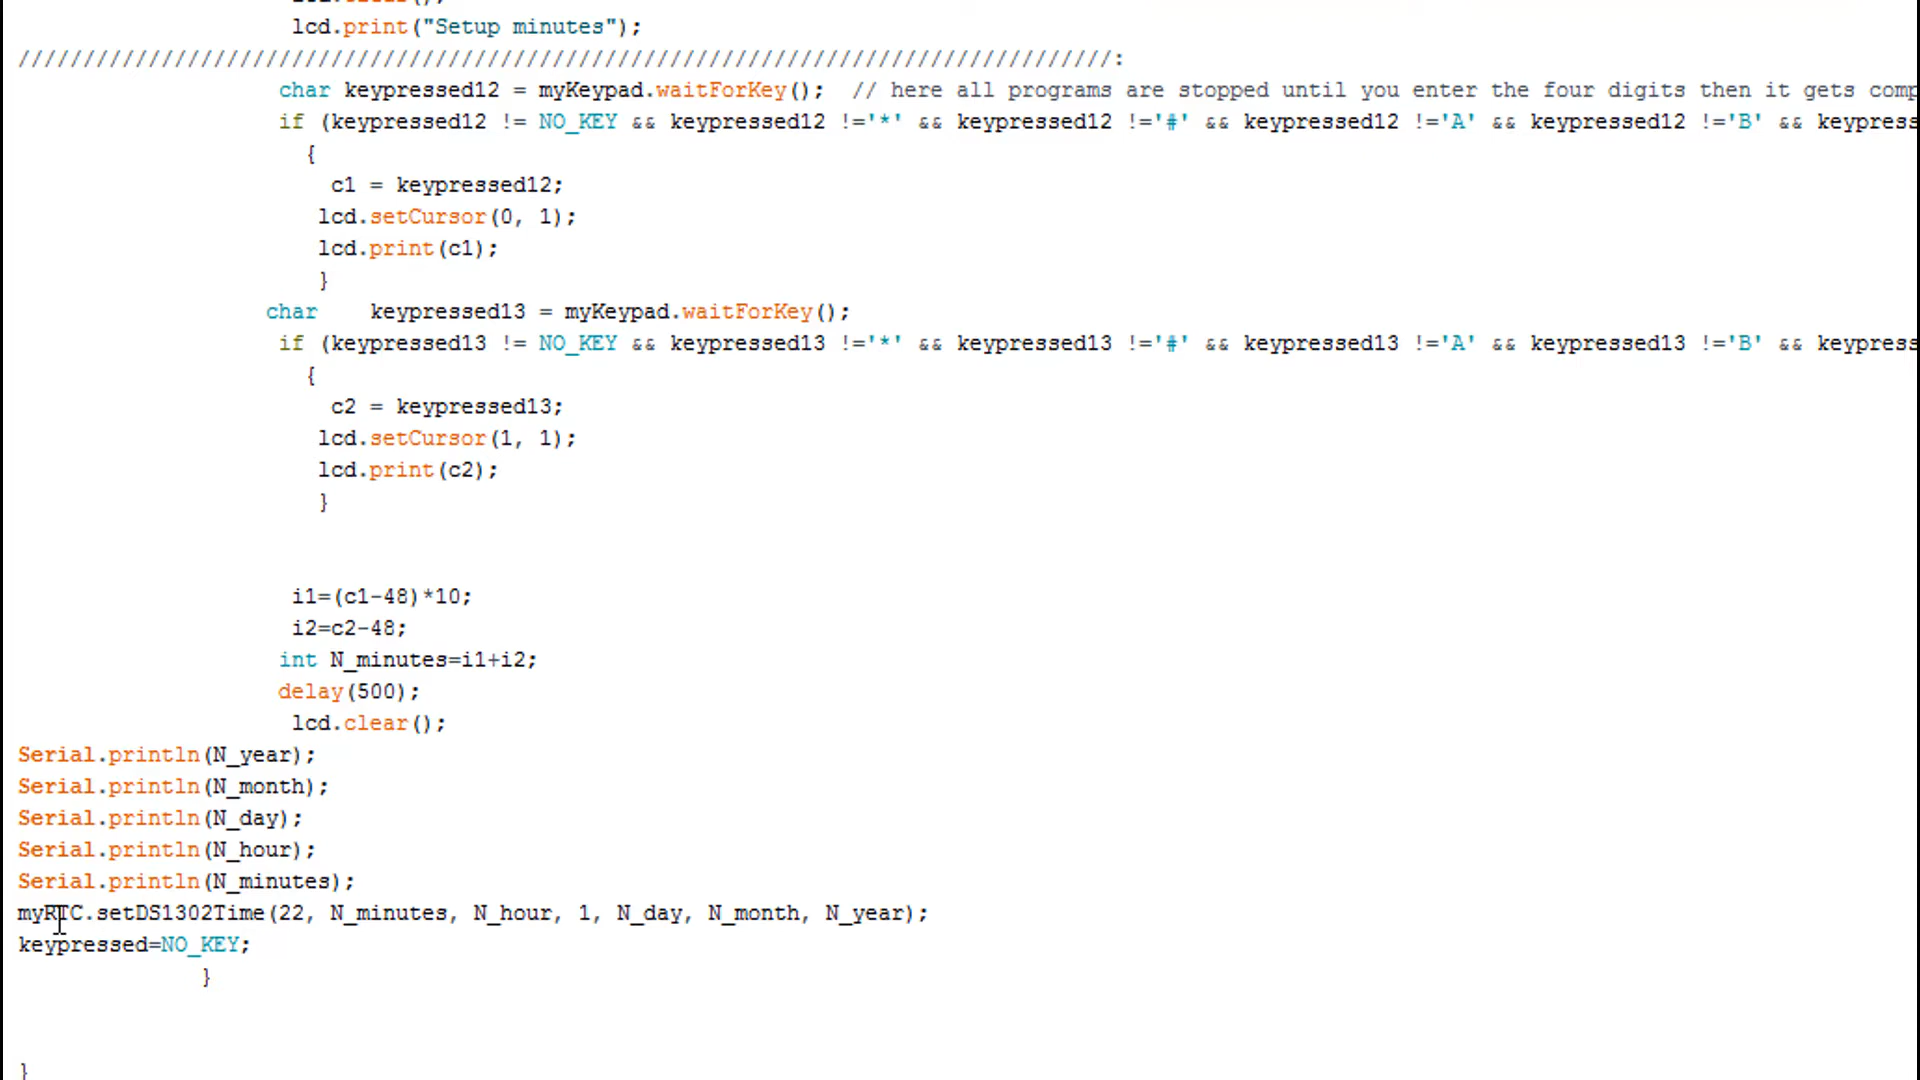 lcd.clear();
lcd.print("Setup minutes");
////////////////////////////////////////////////////////////////////////////////////:
char keypressed12 = myKeypad.waitForKey();  // here all programs are stopped until you enter the four digits then it gets comp
if (keypressed12 != NO_KEY && keypressed12 !='*' && keypressed12 !='#' && keypressed12 !='A' && keypressed12 !='B' && keypress
{
c1 = keypressed12;
lcd.setCursor(0, 1);
lcd.print(c1);
}
char    keypressed13 = myKeypad.waitForKey();
if (keypressed13 != NO_KEY && keypressed13 !='*' && keypressed13 !='#' && keypressed13 !='A' && keypressed13 !='B' && keypress
{
c2 = keypressed13;
lcd.setCursor(1, 1);
lcd.print(c2);
}
i1=(c1-48)*10;
i2=c2-48;
int N_minutes=i1+i2;
delay(500);
lcd.clear();
Serial.println(N_year);
Serial.println(N_month);
Serial.println(N_day);
Serial.println(N_hour);
Serial.println(N_minutes);
myRTC.setDS1302Time(22, N_minutes, N_hour, 1, N_day, N_month, N_year);
keypressed=NO_KEY;
}
}